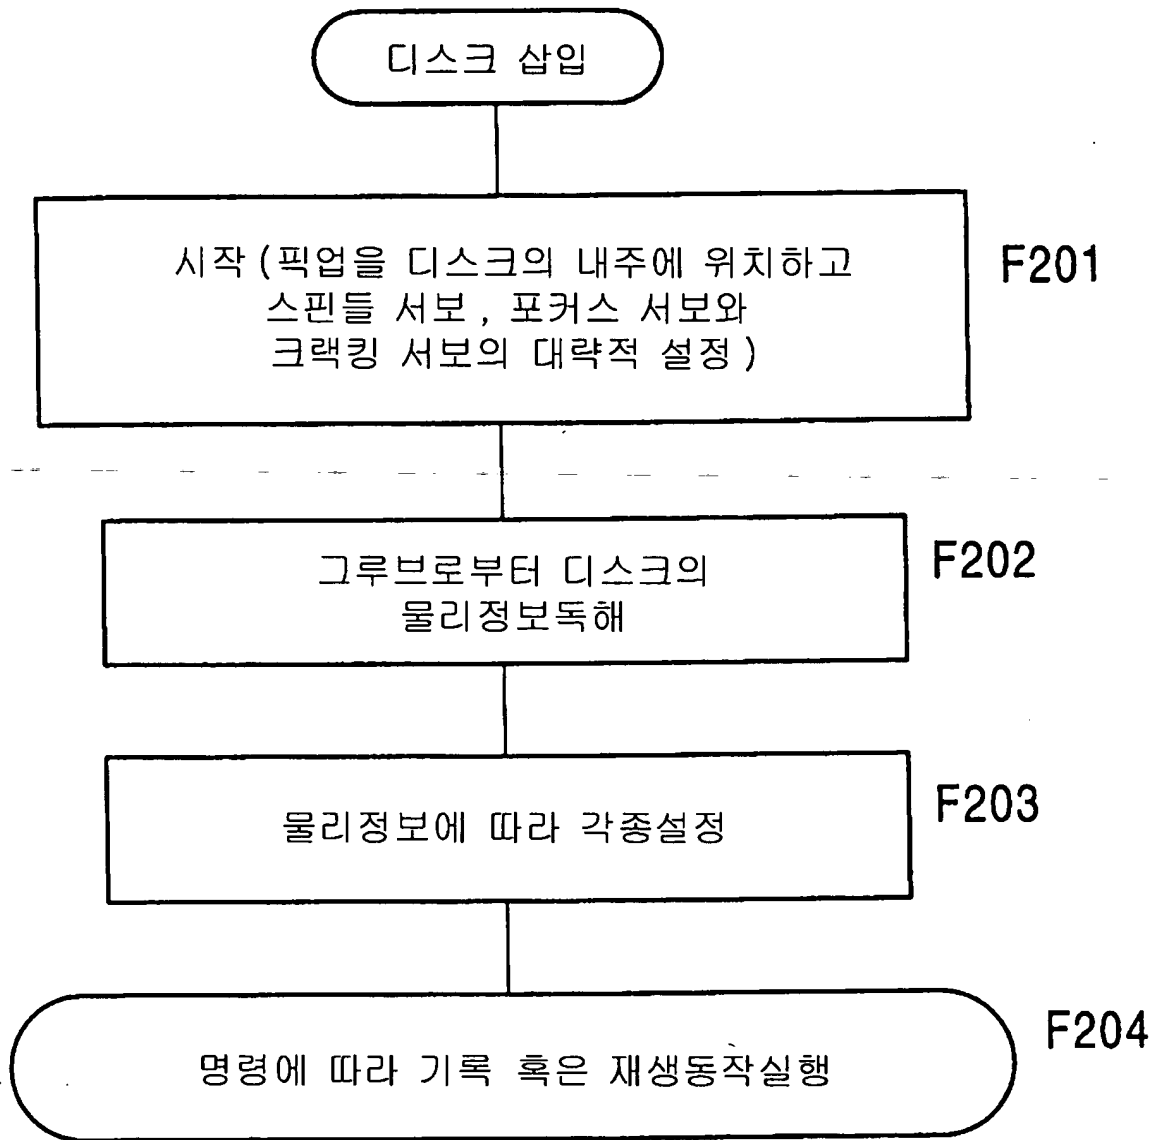 디스크 삽입
시작(픽업을 디스크의 내주에 위치하고
스핀들 서보, 포커스 서보와
크랙킹 서보의 대략적 설정)
F201
그루브로부터 디스크의
물리정보독해
F202
물리정보에 따라 각종설정
F203
명령에 따라 기록 혹은 재생동작실행
F204